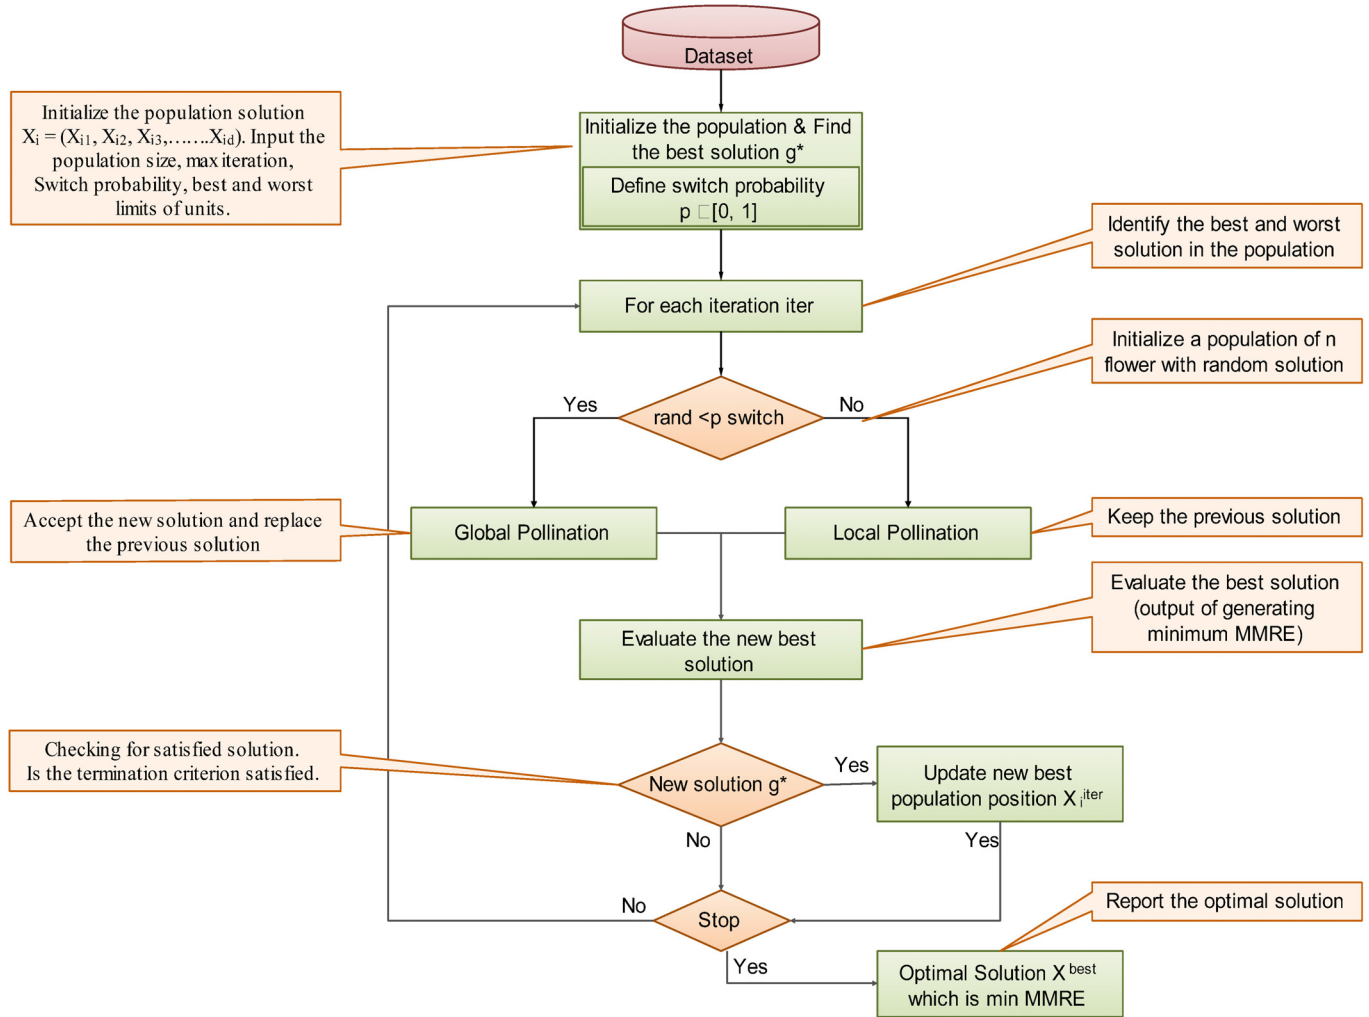 Dataset
Initialize the population solution
Xi = (Xi1, Xi2, Xi3,.......Xid). Input the
population size, max iteration,
Switch probability, best and worst
limits of units.
Initialize the population & Find
the best solution g*
Define switch probability
p □[0, 1]
Identify the best and worst
solution in the population
For each iteration iter
Initialize a population of n
flower with random solution
Yes
rand <p switch
No
Accept the new solution and replace
the previous solution
Global Pollination
Local Pollination
Keep the previous solution
Evaluate the best solution
(output of generating
minimum MMRE)
Evaluate the new best
solution
Checking for satisfied solution.
Is the termination criterion satisfied.
New solution g*
Yes
Update new best
population position X i iter
No
Yes
No
Stop
Report the optimal solution
Yes
Optimal Solution X best
which is min MMRE